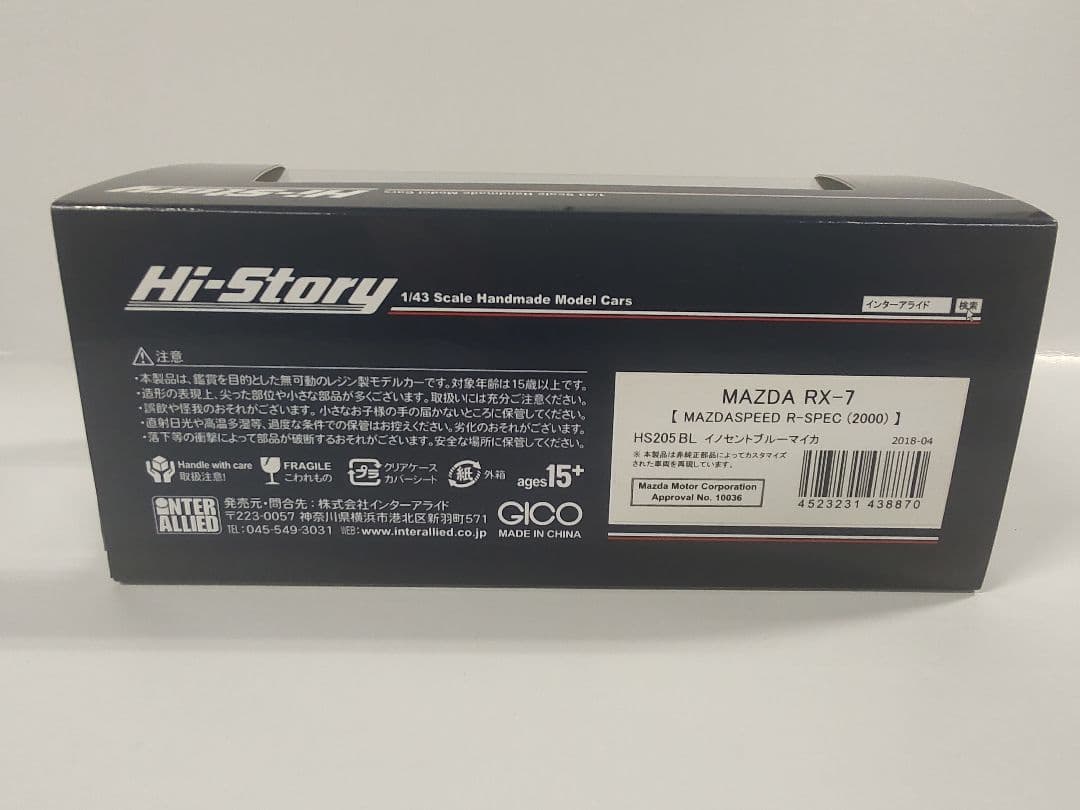 Hi-Story
1/43 Scale Handmade Model Cars
Hi-Story 1/43 Scale Handmade Model Cars
インターアライド 検索
⚠注意
・本製品は、鑑賞を目的とした無可動のレジン製モデルカーです。対象年齢は15歳以上です。
・造形の表現上、尖った部位や小さな部品が多くございます。取扱いには充分ご注意ください。
・誤飲や怪我のおそれがございます。小さなお子様の手の届かないところに保管してください。
・直射日光や高温多湿等、過度な条件での保管はお控えください。劣化のおそれがございます。
・落下等の衝撃によって部品が破断するおそれがございます。安全な場所に保管してください。
Handle with care
取扱注意!
FRAGILE
こわれもの
プラ
クリアケース
カバーシート
紙
外箱
ages15+
INTER
ALLIED
発売元・問合先：株式会社インターアライド
〒223-0057 神奈川県横浜市港北区新羽町571
TEL：045-549-3031 WEB：www.interallied.co.jp
GICO
MADE IN CHINA
MAZDA RX-7
【 MAZDASPEED R-SPEC (2000) 】
HS205BL イノセントブルーマイカ 2018-04
※ 本製品は非純正部品によってカスタマイズ
された車両を再現しています。
Mazda Motor Corporation
Approval No. 10036
4523231 438870